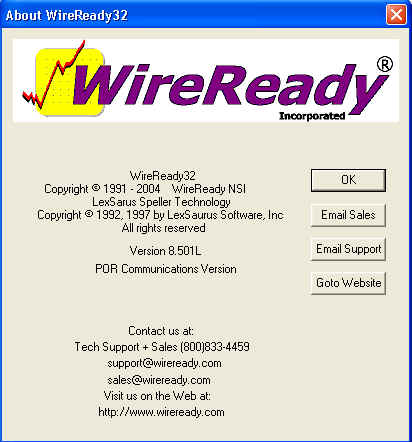 About WireReady32
WireReady®
Incorporated
WireReady32
Copyright © 1991 - 2004 WireReady NSI
LexSarus Speller Technology
Copyright © 1992, 1997 by LexSaurus Software, Inc
All rights reserved
Version 8.501L
POR Communications Version
OK
Email Sales
Email Support
Goto Website
Contact us at:
Tech Support + Sales (800)833-4459
support@wireready.com
sales@wireready.com
Visit us on the Web at:
http://www.wireready.com